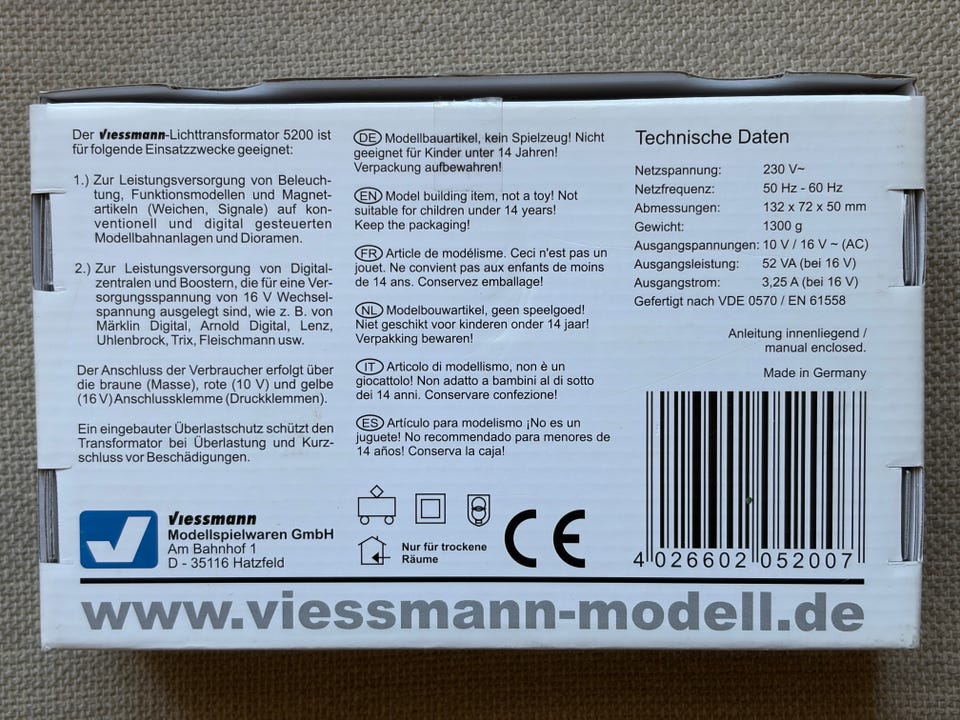 Der Viessmann-Lichttransformator 5200 ist
für folgende Einsatzzwecke geeignet:
1.) Zur Leistungsversorgung von Beleuch-
tung, Funktionsmodellen und Magnet-
artikeln (Weichen, Signale) auf kon-
ventionell und digital gesteuerten
Modellbahnanlagen und Dioramen.
2.) Zur Leistungsversorgung von Digital-
zentralen und Boostern, die für eine Ver-
sorgungsspannung von 16 V Wechsel-
spannung ausgelegt sind, wie z. B. von
Märklin Digital, Arnold Digital, Lenz,
Uhlenbrock, Trix, Fleischmann usw.
Der Anschluss der Verbraucher erfolgt über
die braune (Masse), rote (10 V) und gelbe
(16 V) Anschlussklemme (Druckklemmen).
Ein eingebauter Überlastschutz schützt den
Transformator bei Überlastung und Kurz-
schluss vor Beschädigungen.
Viessmann
Modellspielwaren GmbH
Am Bahnhof 1
D - 35116 Hatzfeld
DE Modellbauartikel, kein Spielzeug! Nicht
geeignet für Kinder unter 14 Jahren!
Verpackung aufbewahren!
EN Model building item, not a toy! Not
suitable for children under 14 years!
Keep the packaging!
FR Article de modélisme. Ceci n'est pas un
jouet. Ne convient pas aux enfants de moins
de 14 ans. Conservez emballage!
NL Modelbouwartikel, geen speelgoed!
Niet geschikt voor kinderen onder 14 jaar!
Verpakking bewaren!
IT Articolo di modellismo, non è un
giocattolo! Non adatto a bambini al di sotto
dei 14 anni. Conservare confezione!
ES Artículo para modelismo ¡No es un
juguete! No recommendado para menores de
14 años! Conserva la caja!
Nur für trockene
Räume
CE
Technische Daten
Netzspannung: 230 V~
Netzfrequenz: 50 Hz - 60 Hz
Abmessungen: 132 x 72 x 50 mm
Gewicht: 1300 g
Ausgangspannungen: 10 V / 16 V ~ (AC)
Ausgangsleistung: 52 VA (bei 16 V)
Ausgangstrom: 3,25 A (bei 16 V)
Gefertigt nach VDE 0570 / EN 61558
Anleitung innenliegend /
manual enclosed.
Made in Germany
4 026602 052007
www.viessmann-modell.de